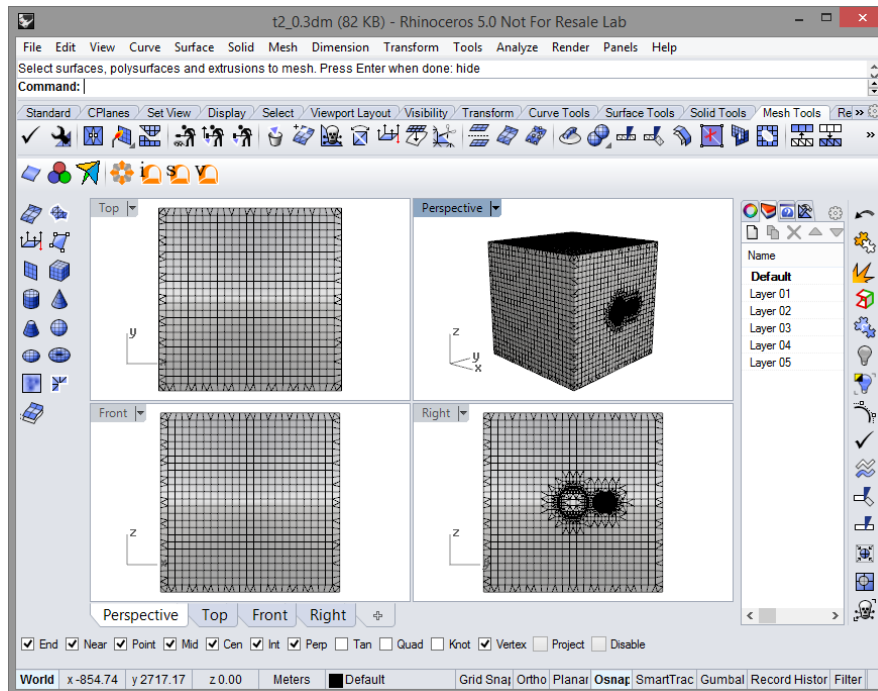 t2_0.3dm (82 KB) - Rhinoceros 5.0 Not For Resale Lab
File Edit View Curve Surface Solid Mesh Dimension Transform Tools Analyze Render Panels Help
Select surfaces, polysurfaces and extrusions to mesh. Press Enter when done: hide
Command:
Standard CPlanes Set View Display Select Viewport Layout Visibility Transform Curve Tools Surface Tools Solid Tools Mesh Tools Re »
»
Top Perspective
Name
Default
Layer 01
Layer 02
Layer 03
Layer 04
Layer 05
y
z
y
x
Front Right
z z
Perspective Top Front Right
End Near Point Mid Cen Int Perp Tan Quad Knot Vertex Project Disable
World x -854.74 y 2717.17 z 0.00 Meters Default Grid Snap Ortho Planar Osnap SmartTrac Gumbal Record Histor Filter